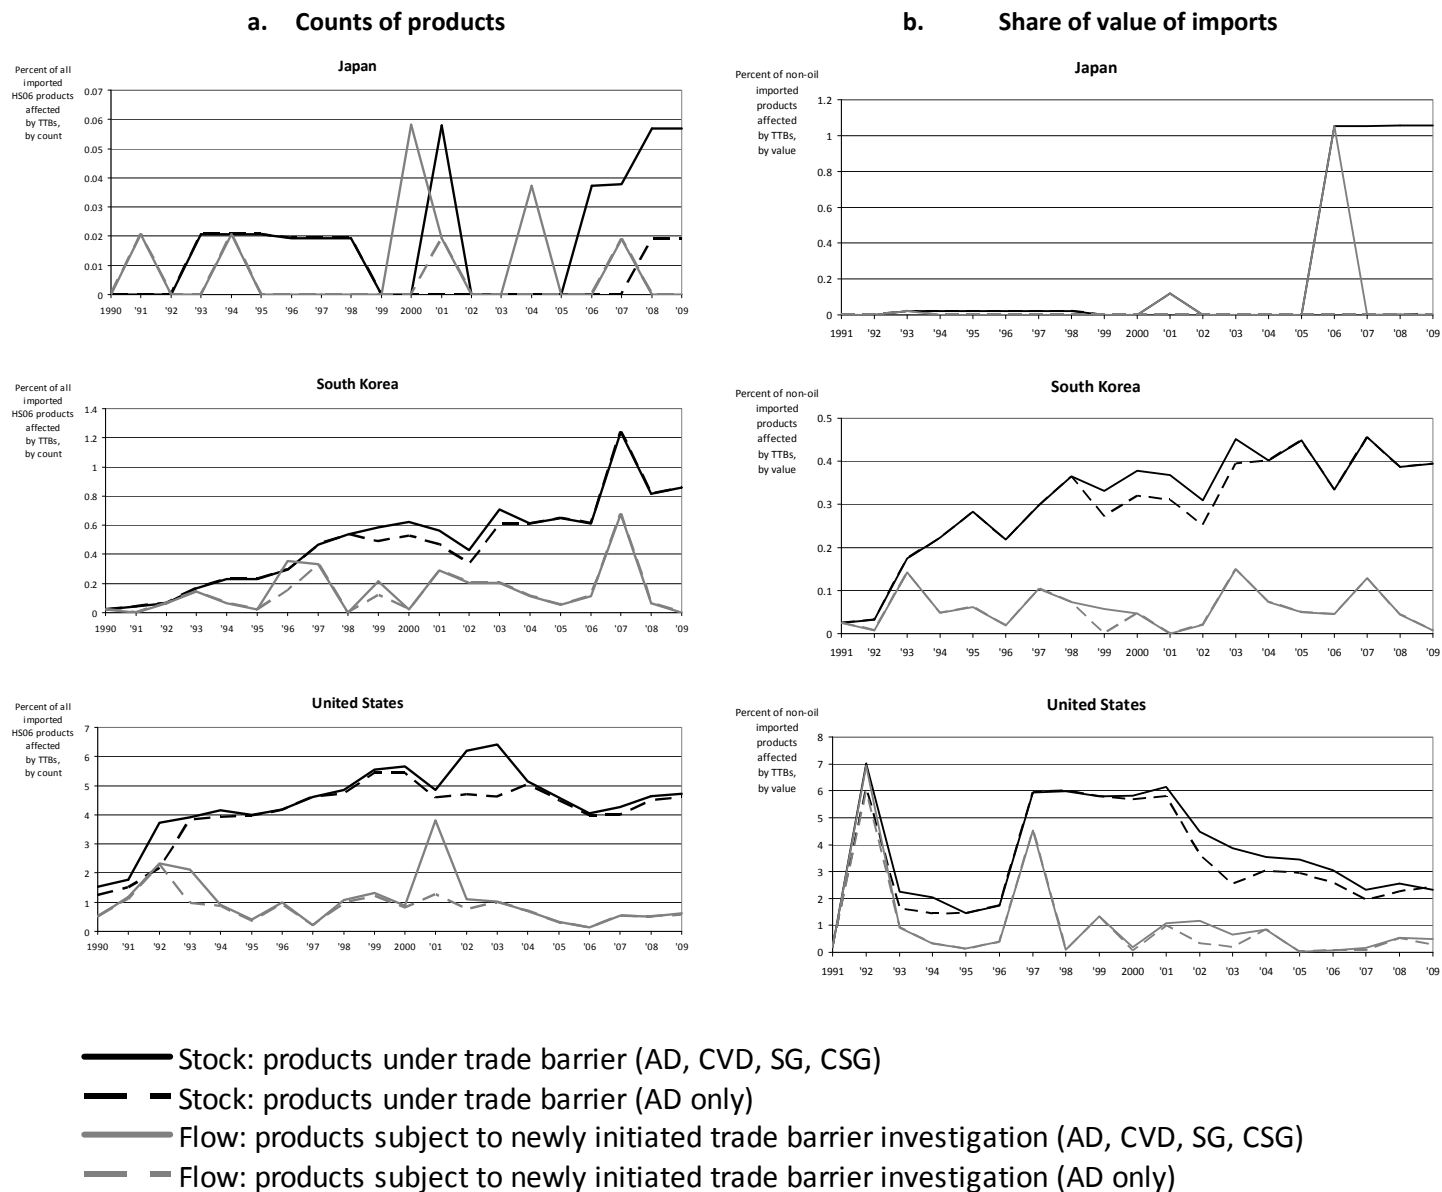 a. Counts of products
b. Share of value of imports
Percent of all
imported
HS06 products
affected
by TTBs,
by count
Japan
0.07
0.06
0.05
0.04
0.03
0.02
0.01
0
1990 '91 '92 '93 '94 '95 '96 '97 '98 '99 2000 '01 '02 '03 '04 '05 '06 '07 '08 '09
Percent of non-oil
imported
products
affected
by TTBs,
by value
Japan
1.2
1
0.8
0.6
0.4
0.2
0
1991 '92 '93 '94 '95 '96 '97 '98 '99 2000 '01 '02 '03 '04 '05 '06 '07 '08 '09
Percent of all
imported
HS06 products
affected
by TTBs,
by count
South Korea
1.4
1.2
1
0.8
0.6
0.4
0.2
0
1990 '91 '92 '93 '94 '95 '96 '97 '98 '99 2000 '01 '02 '03 '04 '05 '06 '07 '08 '09
Percent of non-oil
imported
products
affected
by TTBs,
by value
South Korea
0.5
0.4
0.3
0.2
0.1
0
1991 '92 '93 '94 '95 '96 '97 '98 '99 2000 '01 '02 '03 '04 '05 '06 '07 '08 '09
Percent of all
imported
HS06 products
affected
by TTBs,
by count
United States
7
6
5
4
3
2
1
0
1990 '91 '92 '93 '94 '95 '96 '97 '98 '99 2000 '01 '02 '03 '04 '05 '06 '07 '08 '09
Percent of non-oil
imported
products
affected
by TTBs,
by value
United States
8
7
6
5
4
3
2
1
0
1991 '92 '93 '94 '95 '96 '97 '98 '99 2000 '01 '02 '03 '04 '05 '06 '07 '08 '09
Stock: products under trade barrier (AD, CVD, SG, CSG)
Stock: products under trade barrier (AD only)
Flow: products subject to newly initiated trade barrier investigation (AD, CVD, SG, CSG)
Flow: products subject to newly initiated trade barrier investigation (AD only)